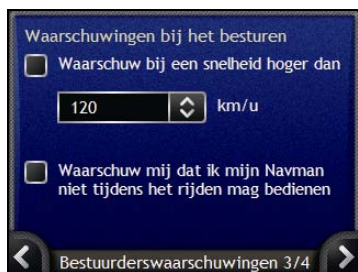 Waarschuwingen bij het besturen
Waarschuw bij een snelheid hoger dan
120 km/u
Waarschuw mij dat ik mijn Navman
niet tijdens het rijden mag bedienen
Bestuurderswaarschuwingen 3/4